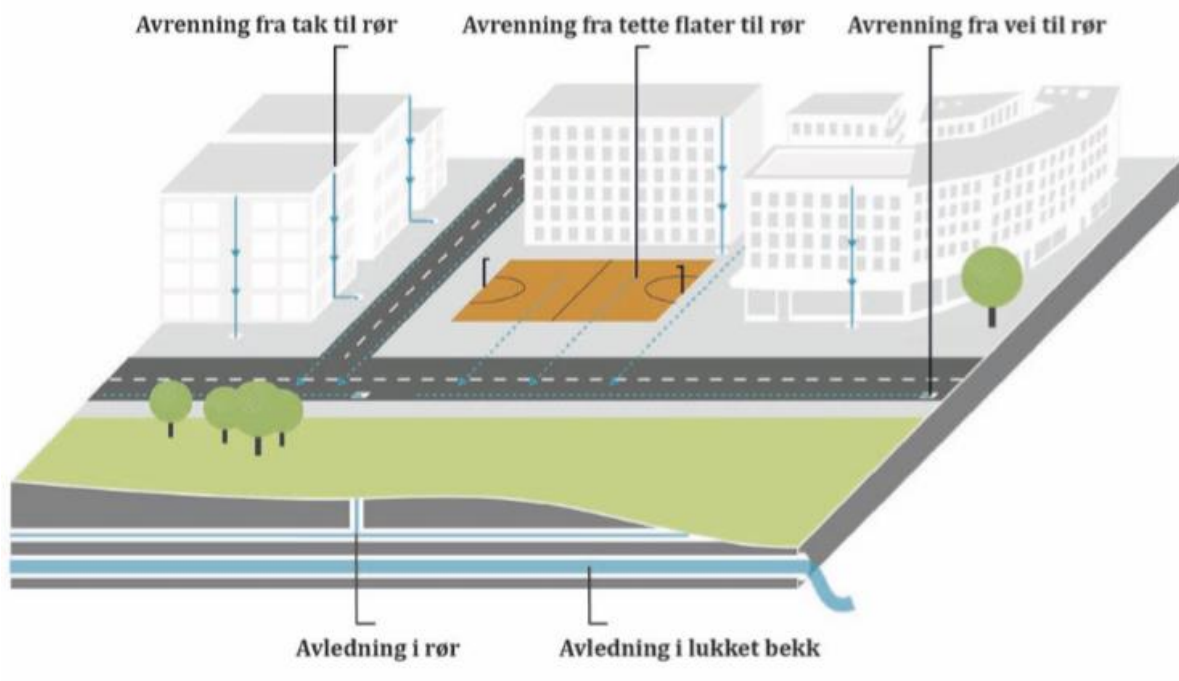 Avrenning fra tak til rør
Avrenning fra tette flater til rør
Avrenning fra vei til rør
Avledning i rør
Avledning i lukket bekk